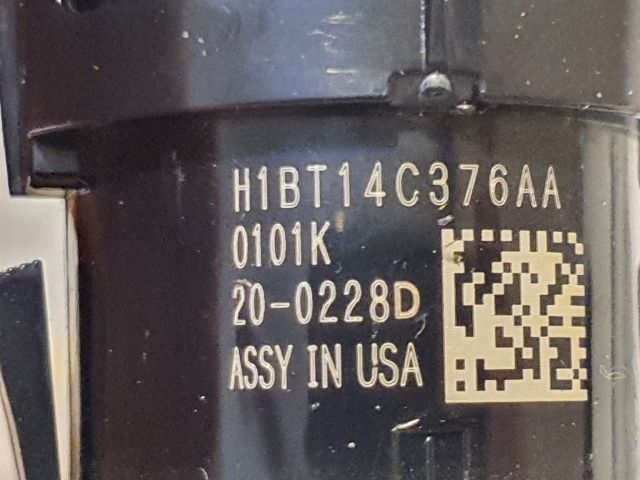 H1BT14C376AA
0101K
20-0228D
ASSY IN USA